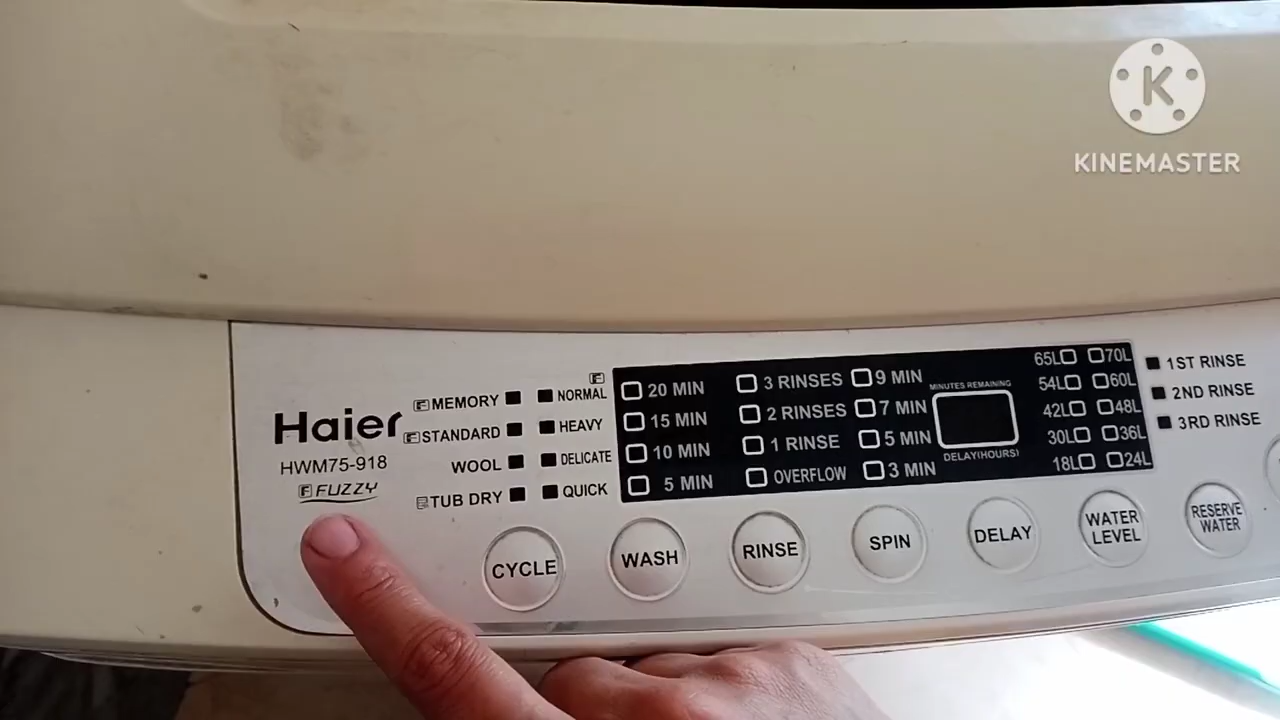 K
KINEMASTER
Haier
HWM75-918
F FUZZY
F MEMORY
F STANDARD
WOOL
TUB DRY
NORMAL
HEAVY
DELICATE
QUICK
F
20 MIN
15 MIN
10 MIN
5 MIN
3 RINSES
2 RINSES
1 RINSE
OVERFLOW
9 MIN
7 MIN
5 MIN
3 MIN
MINUTES REMAINING
DELAY(HOURS)
65L 70L
54L 60L
42L 48L
30L 36L
18L 24L
1ST RINSE
2ND RINSE
3RD RINSE
CYCLE
WASH
RINSE
SPIN
DELAY
WATER
LEVEL
RESERVE
WATER